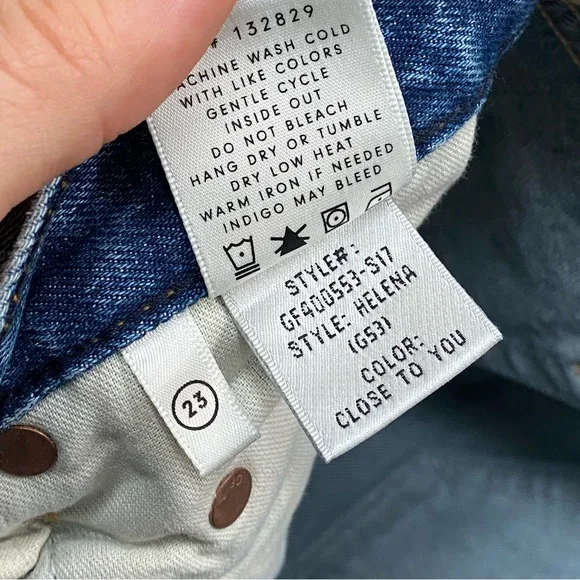 # 132829
MACHINE WASH COLD
WITH LIKE COLORS
GENTLE CYCLE
INSIDE OUT
DO NOT BLEACH
HANG DRY OR TUMBLE
DRY LOW HEAT
WARM IRON IF NEEDED
INDIGO MAY BLEED
STYLE#:
GF400553-S17
STYLE: HELENA
(G53)
COLOR:
CLOSE TO YOU
23